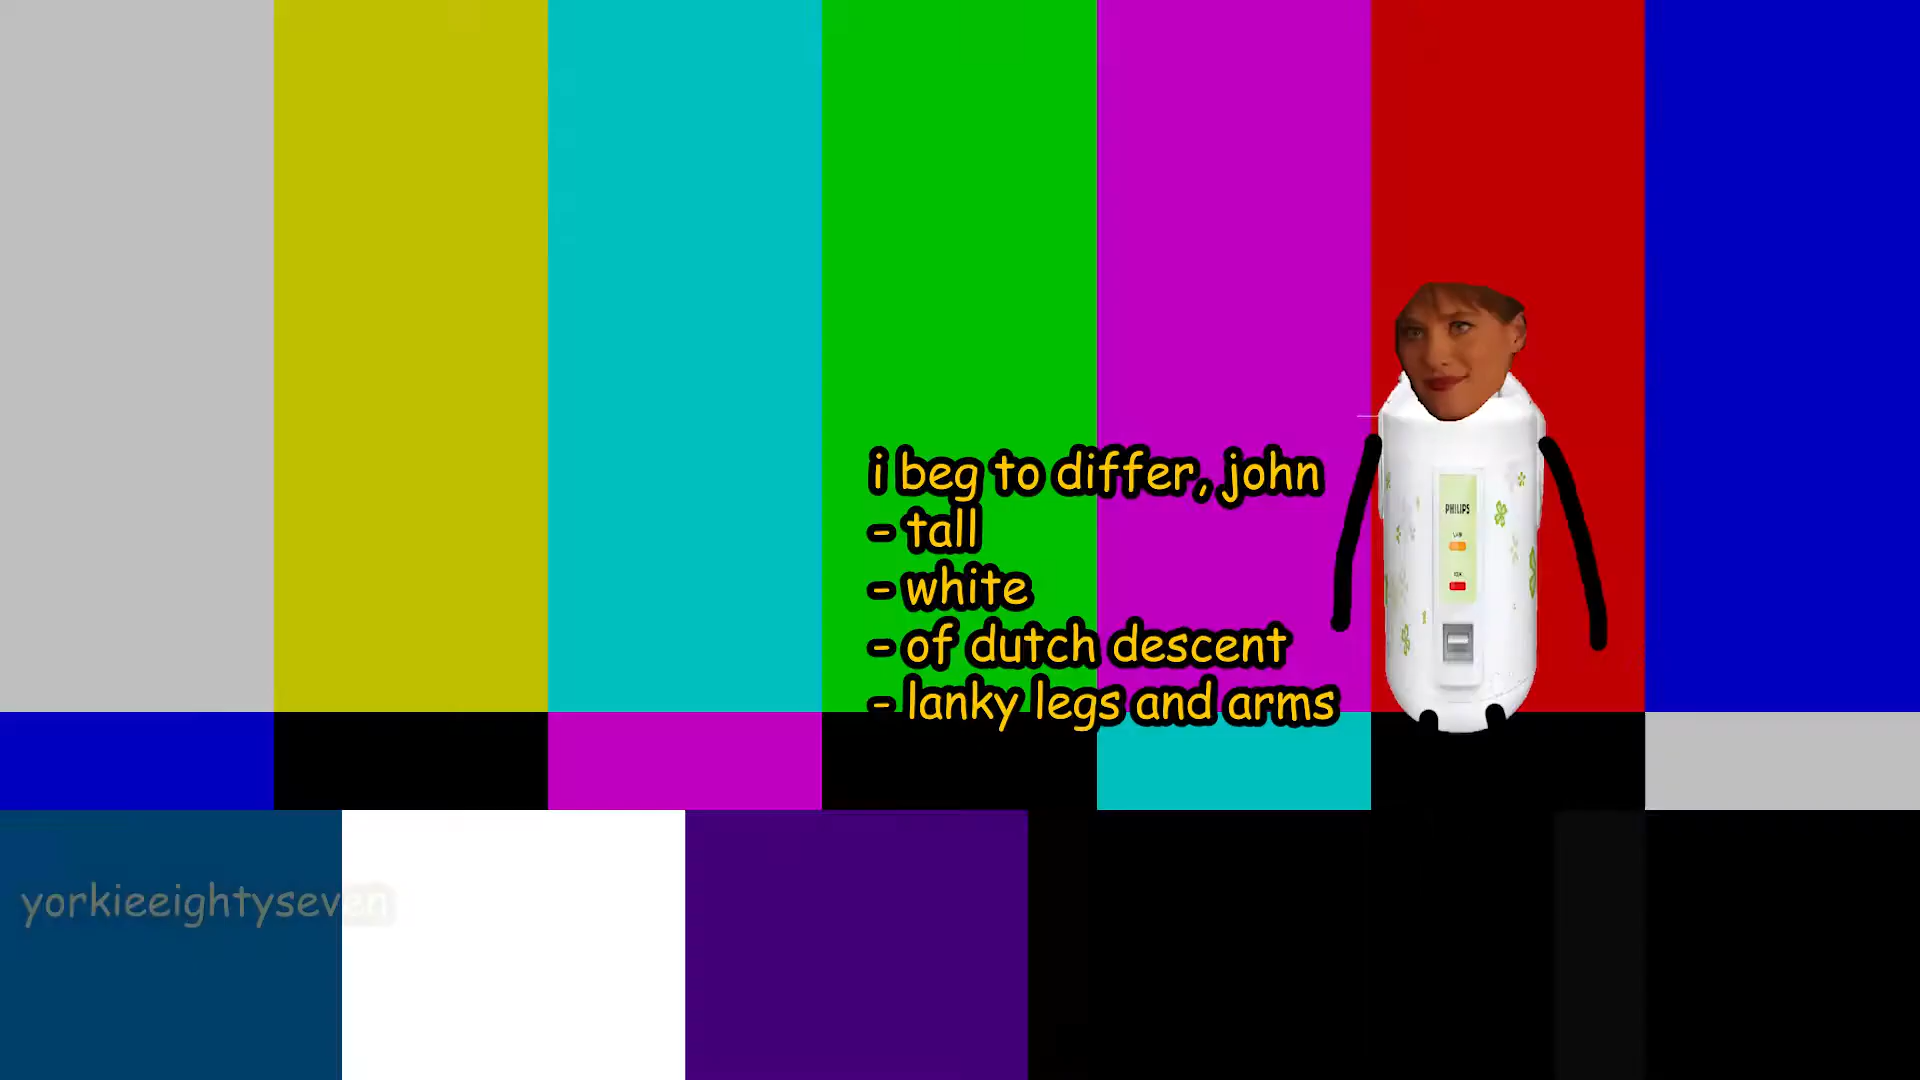 i beg to differ, john
- tall
- white
- of dutch descent
- lanky legs and arms
PHILIPS
yorkieeightyseven